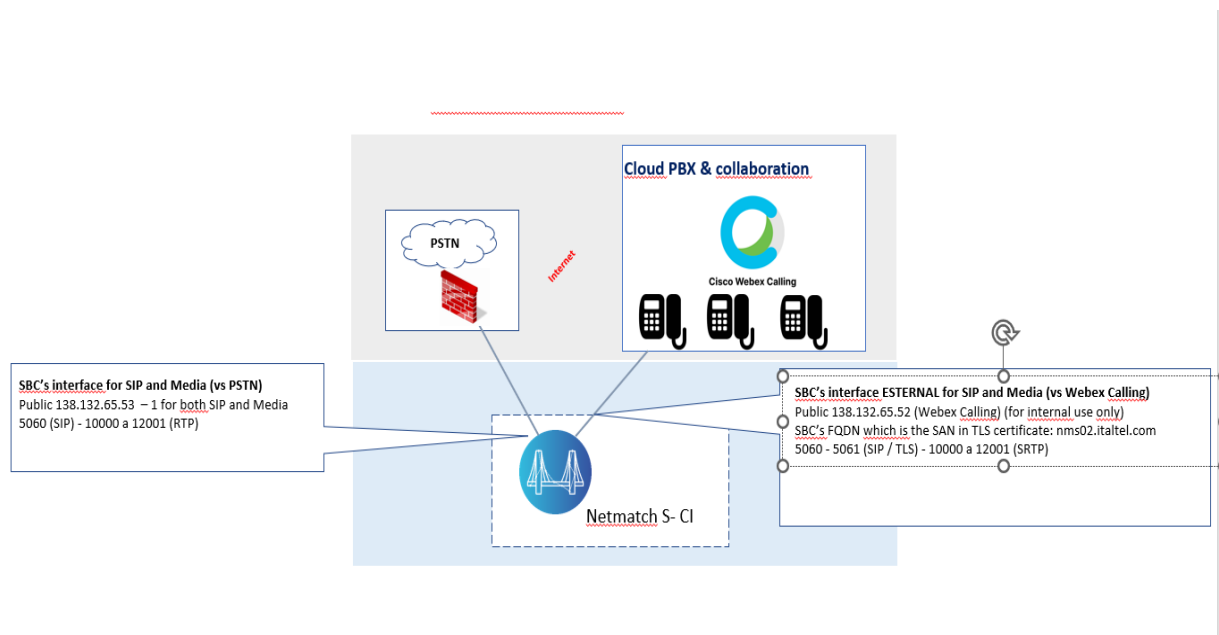 Cloud PBX & collaboration
PSTN
Internet
Cisco Webex Calling
SBC's interface for SIP and Media (vs PSTN)
Public 138.132.65.53 – 1 for both SIP and Media
5060 (SIP) - 10000 a 12001 (RTP)
SBC's interface ESTERNAL for SIP and Media (vs Webex Calling)
Public 138.132.65.52 (Webex Calling) (for internal use only)
SBC's FQDN which is the SAN in TLS certificate: nms02.italtel.com
5060 - 5061 (SIP / TLS) - 10000 a 12001 (SRTP)
Netmatch S- CI